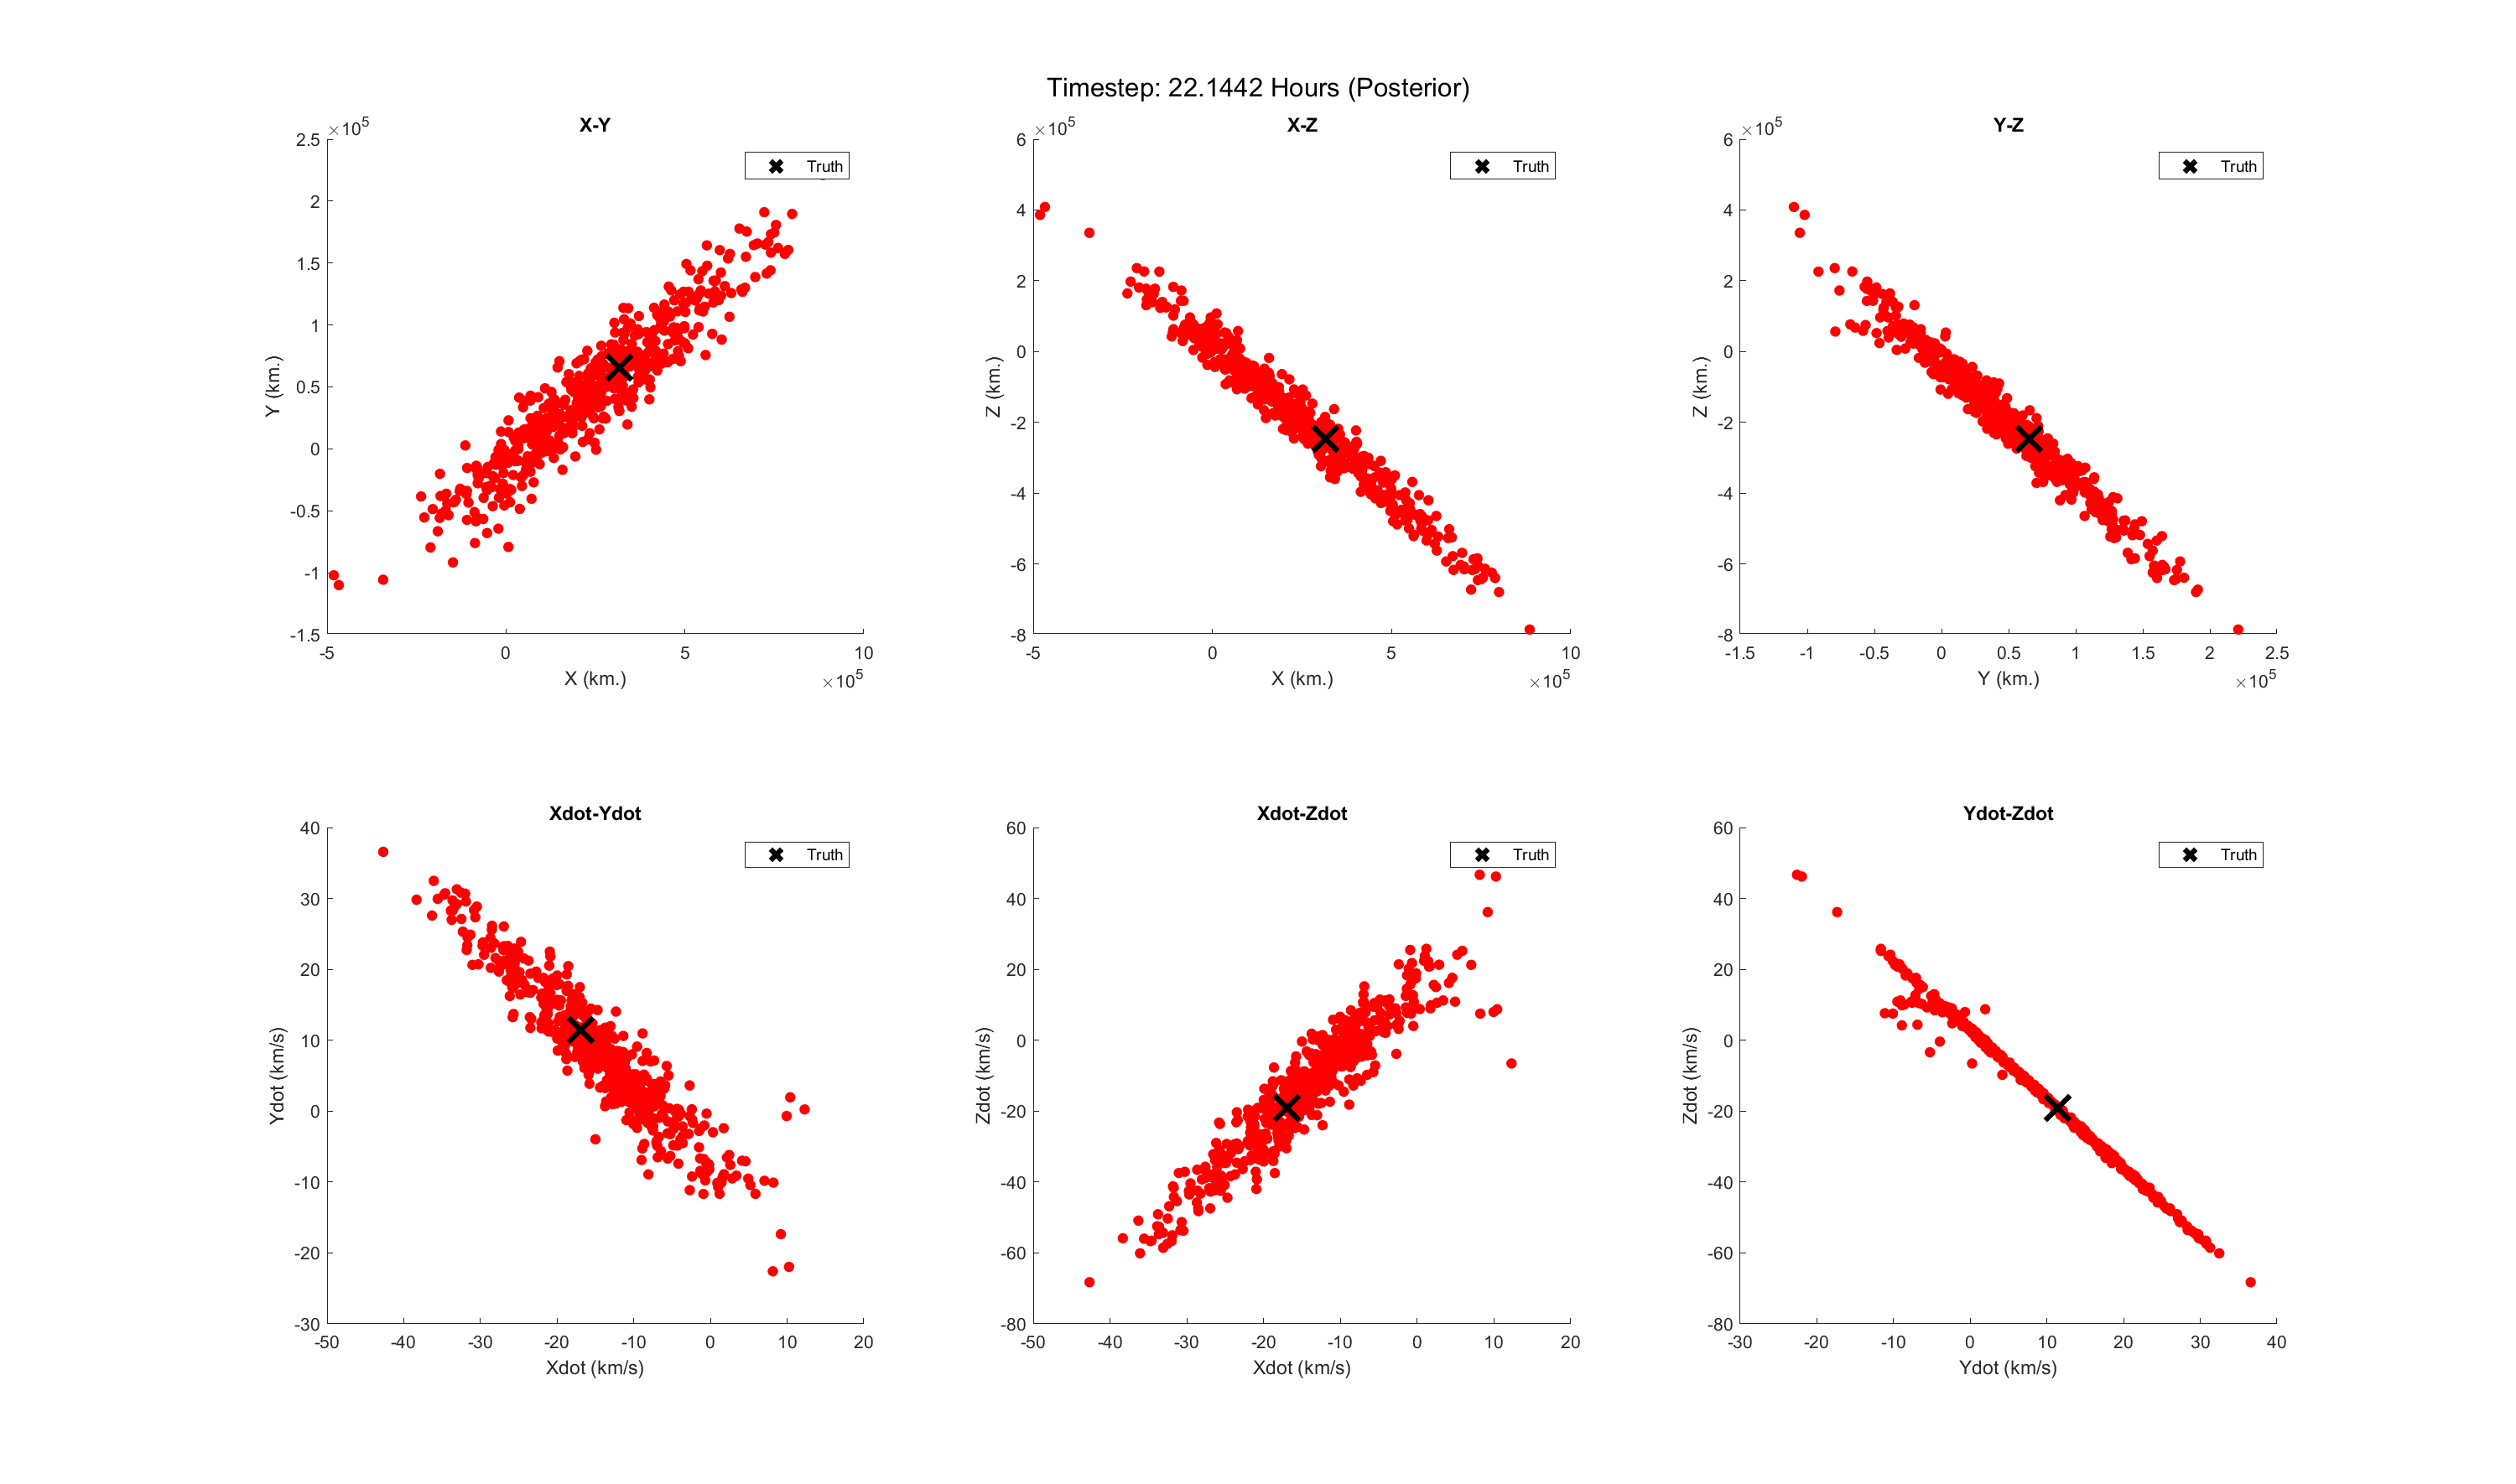 Timestep: 22.1442 Hours (Posterior)
X-Y
×10^5
2.5
2
1.5
1
0.5
0
-0.5
-1
-1.5
Y (km.)
Truth
-5 0 5 10
X (km.)
×10^5
X-Z
×10^5
6
4
2
0
-2
-4
-6
-8
Z (km.)
Truth
-5 0 5 10
X (km.)
×10^5
Y-Z
×10^5
6
4
2
0
-2
-4
-6
-8
Z (km.)
Truth
-1.5 -1 -0.5 0 0.5 1 1.5 2 2.5
Y (km.)
×10^5
Xdot-Ydot
40
30
20
10
0
-10
-20
-30
Ydot (km/s)
Truth
-50 -40 -30 -20 -10 0 10 20
Xdot (km/s)
Xdot-Zdot
60
40
20
0
-20
-40
-60
-80
Zdot (km/s)
Truth
-50 -40 -30 -20 -10 0 10 20
Xdot (km/s)
Ydot-Zdot
60
40
20
0
-20
-40
-60
-80
Zdot (km/s)
Truth
-30 -20 -10 0 10 20 30 40
Ydot (km/s)